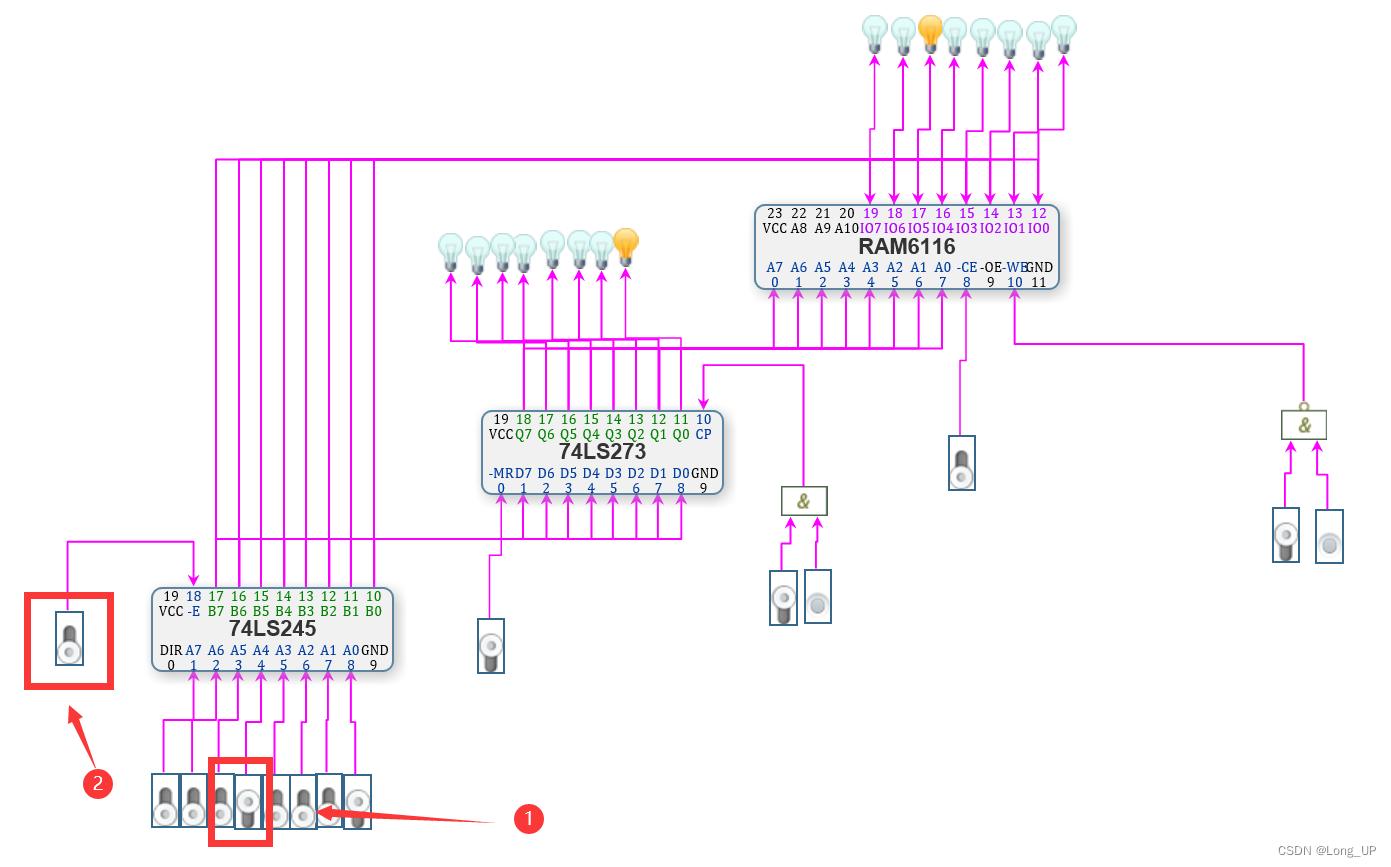 23 22 21 20 19 18 17 16 15 14 13 12
VCC A8 A9 A10 IO7 IO6 IO5 IO4 IO3 IO2 IO1 IO0
RAM6116
A7 A6 A5 A4 A3 A2 A1 A0 -CE -OE -WE GND
0 1 2 3 4 5 6 7 8 9 10 11
19 18 17 16 15 14 13 12 11 10
VCC Q7 Q6 Q5 Q4 Q3 Q2 Q1 Q0 CP
74LS273
-MR D7 D6 D5 D4 D3 D2 D1 D0 GND
0 1 2 3 4 5 6 7 8 9
&
&
19 18 17 16 15 14 13 12 11 10
VCC -E B7 B6 B5 B4 B3 B2 B1 B0
74LS245
DIR A7 A6 A5 A4 A3 A2 A1 A0 GND
0 1 2 3 4 5 6 7 8 9
2
1
CSDN @Long_UP